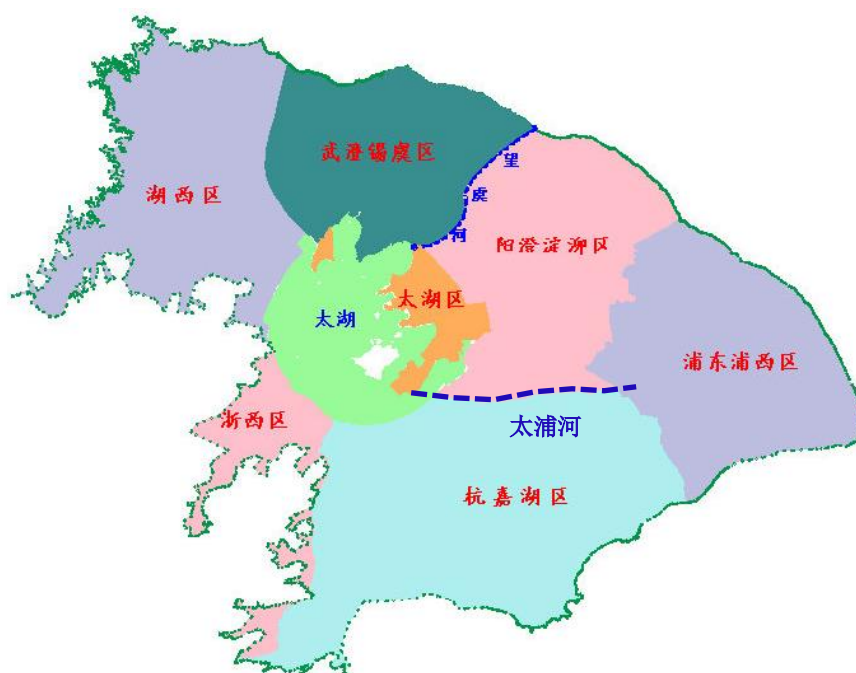 武澄锡虞区
望
虞
河
湖西区
阳澄淀泖区
太湖区
太湖
浦东浦西区
浙西区
太浦河
杭嘉湖区